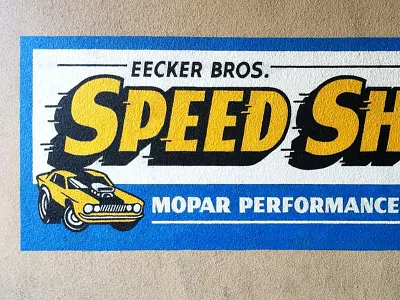 EECKER BROS.
SPEED SH
MOPAR PERFORMANCE